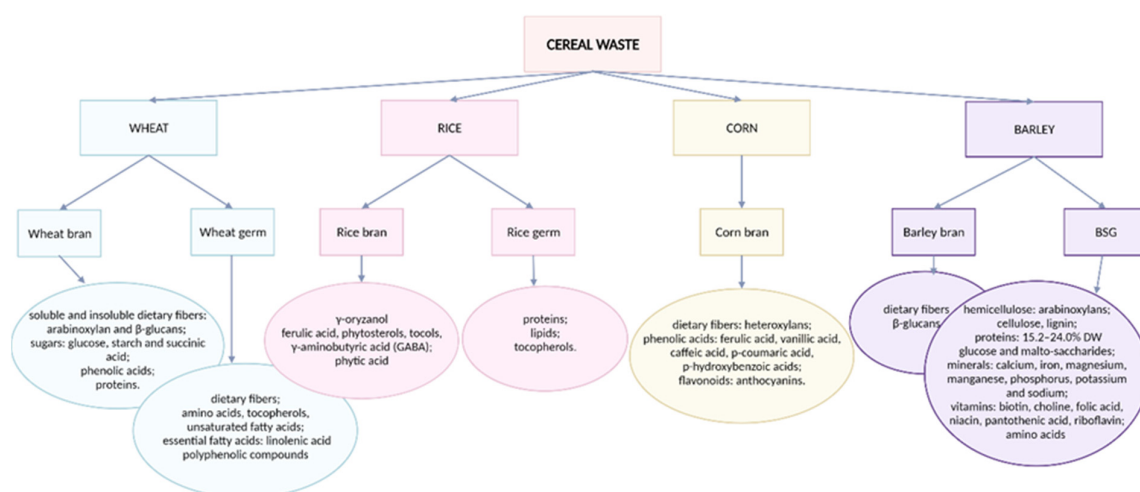 CEREAL WASTE
WHEAT
RICE
CORN
BARLEY
Wheat bran
Wheat germ
Rice bran
Rice germ
Corn bran
Barley bran
BSG
soluble and insoluble dietary fibers:
arabinoxylan and β-glucans;
sugars: glucose, starch and succinic
acid;
phenolic acids;
proteins.
dietary fibers;
amino acids, tocopherols,
unsaturated fatty acids;
essential fatty acids: linolenic acid
polyphenolic compounds
γ-oryzanol
ferulic acid, phytosterols, tocols,
γ-aminobutyric acid (GABA);
phytic acid
proteins;
lipids;
tocopherols.
dietary fibers: heteroxylans;
phenolic acids: ferulic acid, vanillic acid,
caffeic acid, p-coumaric acid,
p-hydroxybenzoic acids;
flavonoids: anthocyanins.
dietary fibers
β-glucans
hemicellulose: arabinoxylans;
cellulose, lignin;
proteins: 15.2–24.0% DW
glucose and malto-saccharides;
minerals: calcium, iron, magnesium,
manganese, phosphorus, potassium
and sodium;
vitamins: biotin, choline, folic acid,
niacin, pantothenic acid, riboflavin;
amino acids